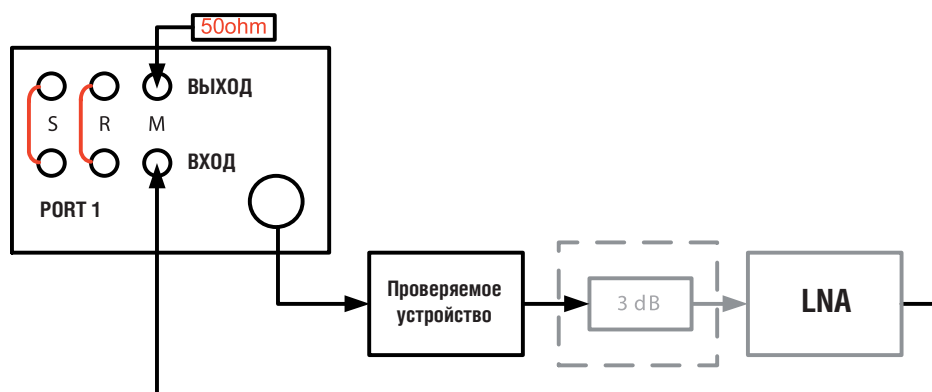 50ohm
ВЫХОД
S R M
ВХОД
PORT 1
Проверяемое
устройство
3 dB
LNA